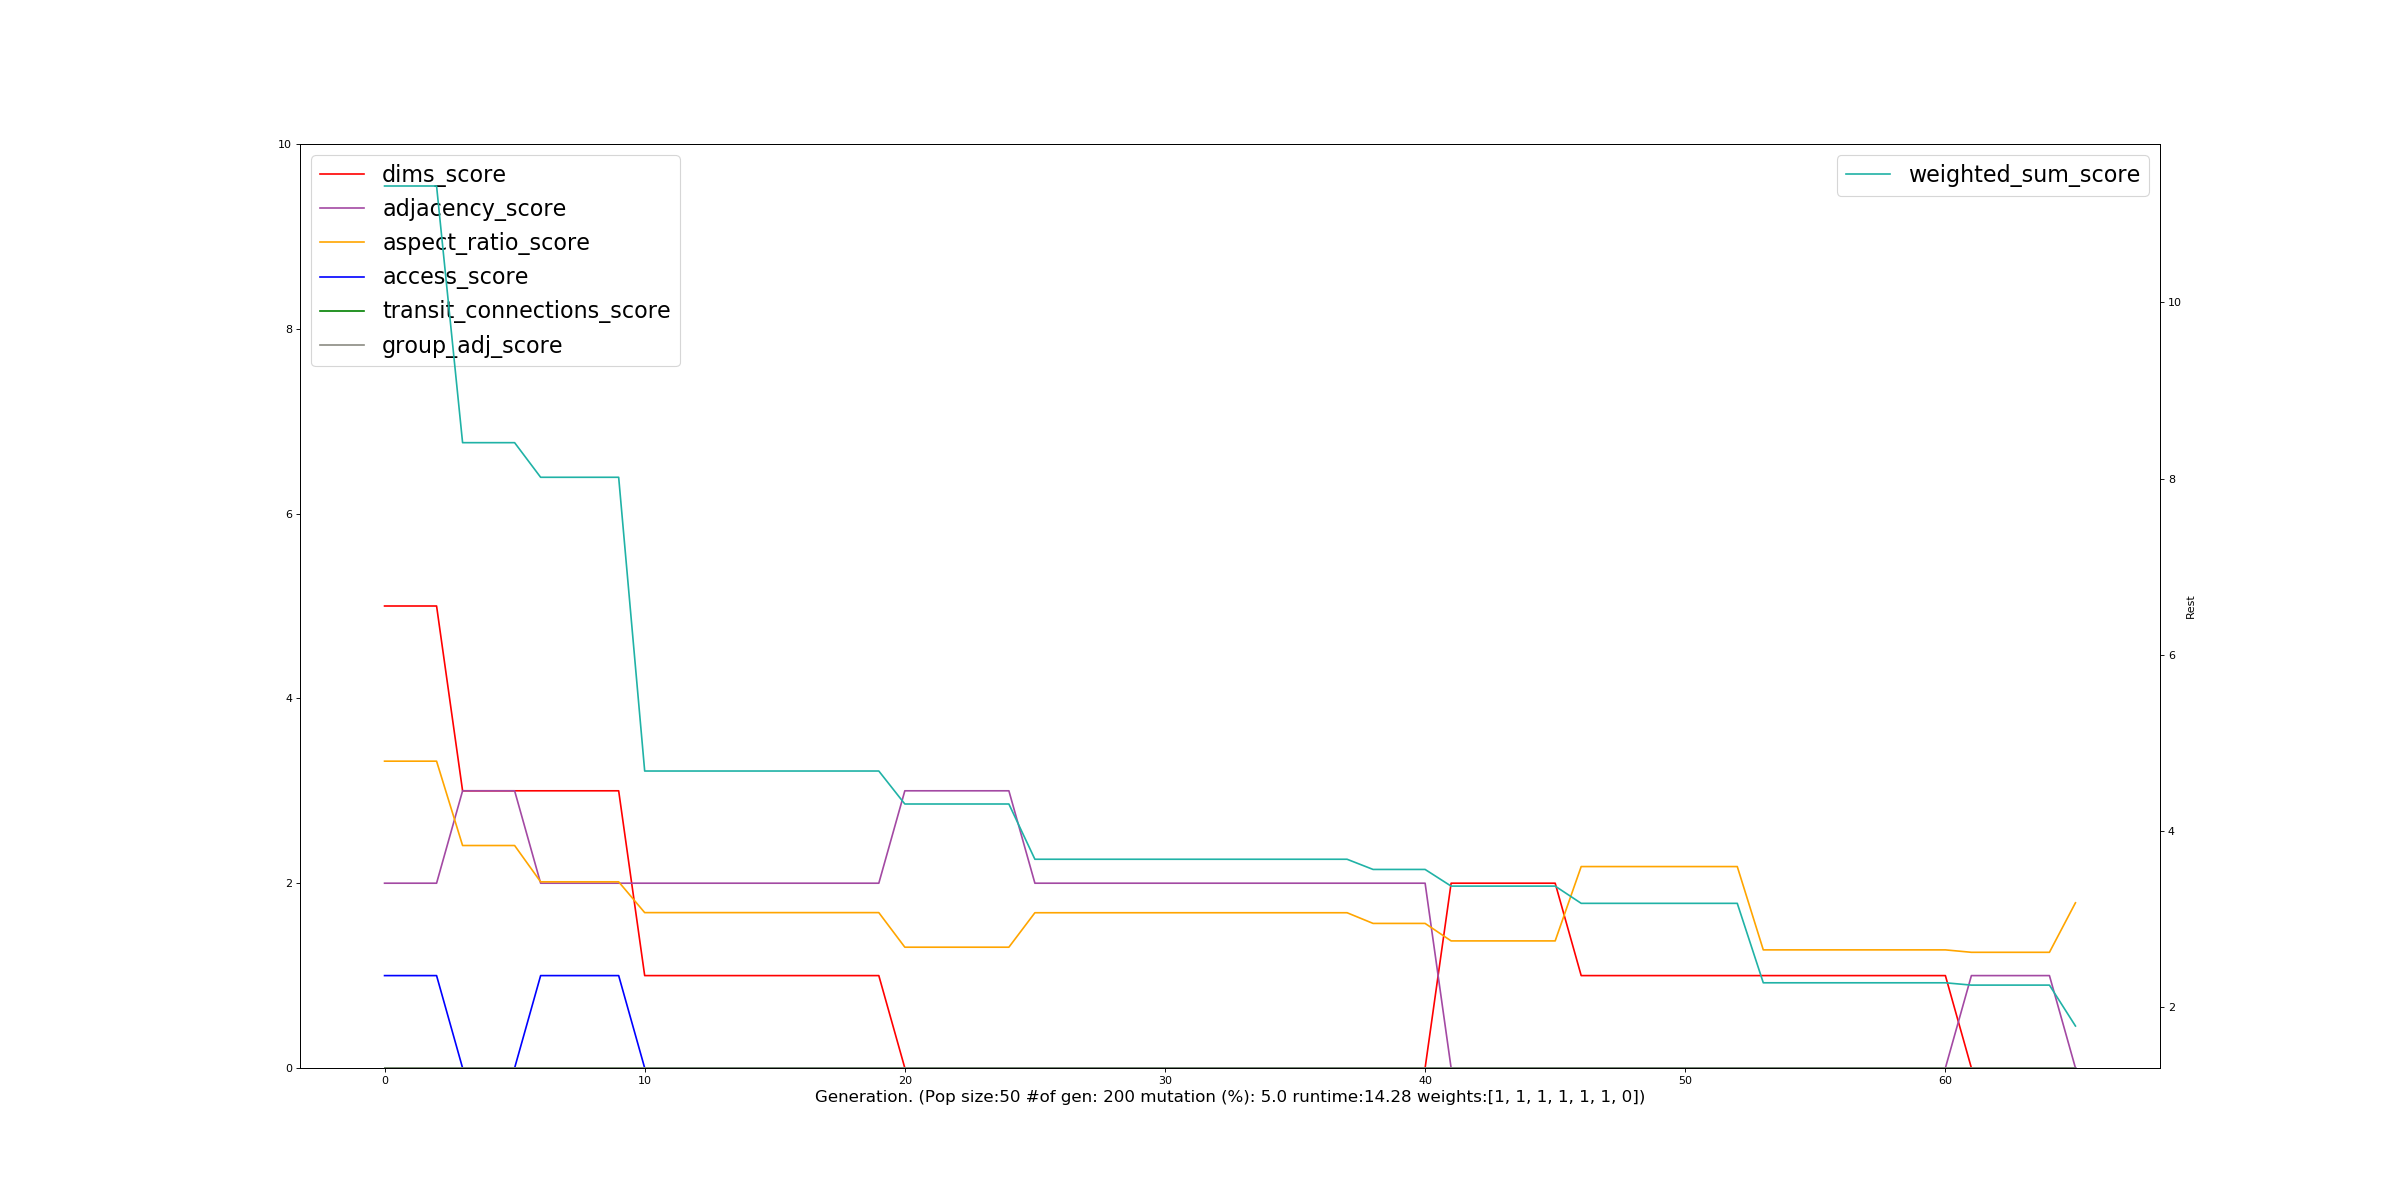 dims_score
adjacency_score
aspect_ratio_score
access_score
transit_connections_score
group_adj_score
weighted_sum_score
10
8
6
4
2
0
10
8
6
4
2
Rest
0 10 20 30 40 50 60
Generation. (Pop size:50 #of gen: 200 mutation (%): 5.0 runtime:14.28 weights:[1, 1, 1, 1, 1, 1, 0])